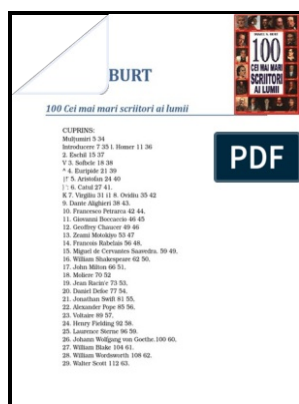 BURT
100 Cei mai mari scriitori ai lumii
100
CEI MAI MARI
SCRIITORI
AI LUMII
CUPRINS:
Mulţumiri 5 34
Introducere 7 35 1. Homer 11 36
2. Eschil 15 37
V 3. Sofocle 18 38
* 4. Euripide 21 39
5. Aristofan 24 40
6. Catul 27 41.
K 7. Virgiliu 31 i1 8. Ovidiu 35 42
9. Dante Alighieri 38 43.
10. Francesco Petrarca 42 44,
11. Giovanni Boccaccio 46 45
12. Geoffrey Chaucer 49 46
13. Zeami Motokiyo 53 47
14. Francois Rabelais 56 48,
15. Miguel de Cervantes Saavedra. 59 49.
16. William Shakespeare 62 50,
17. John Milton 66 51,
18. Moliere 70 52
19. Jean Racin'e 73 53,
20. Daniel Defoe 77 54,
21. Jonathan Swift 81 55,
22. Alexander Pope 85 56,
23. Voltaire 89 57,
24. Henry Fielding 92 58.
25. Laurence Sterne 96 59.
26. Johann Wolfgang von Goethe.100 60,
27. William Blake 104 61.
28. William Wordsworth 108 62.
29. Walter Scott 112 63.
PDF